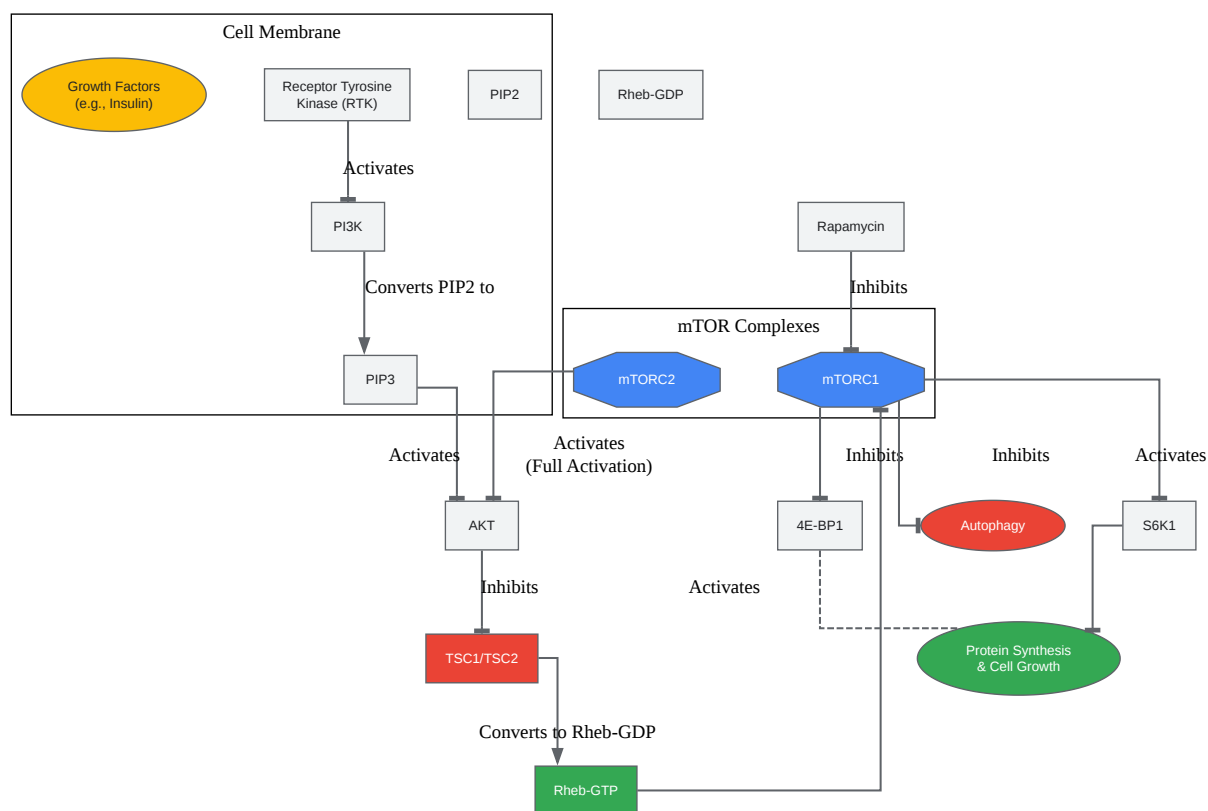 Cell Membrane
Growth Factors
(e.g., Insulin)
Receptor Tyrosine
Kinase (RTK)
PIP2
Rheb-GDP
Activates
PI3K
Rapamycin
Converts PIP2 to
Inhibits
mTOR Complexes
PIP3
mTORC2
mTORC1
Activates
Activates
(Full Activation)
Inhibits
Inhibits
Activates
AKT
4E-BP1
Autophagy
S6K1
Inhibits
Activates
TSC1/TSC2
Protein Synthesis
& Cell Growth
Converts to Rheb-GDP
Rheb-GTP